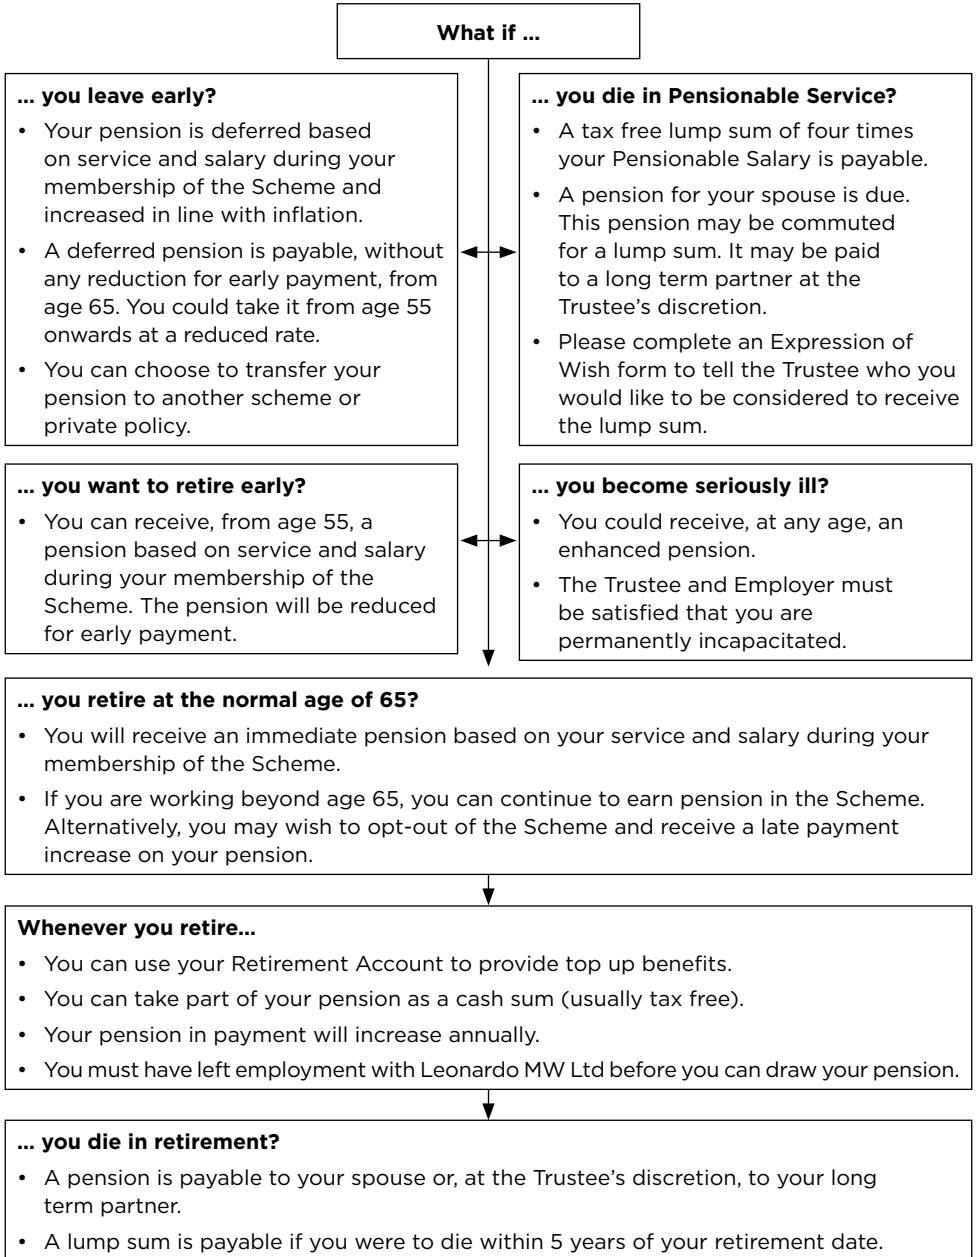 What if ...
... you leave early?
• Your pension is deferred based
on service and salary during your
membership of the Scheme and
increased in line with inflation.
• A deferred pension is payable, without
any reduction for early payment, from
age 65. You could take it from age 55
onwards at a reduced rate.
• You can choose to transfer your
pension to another scheme or
private policy.
... you die in Pensionable Service?
• A tax free lump sum of four times
your Pensionable Salary is payable.
• A pension for your spouse is due.
This pension may be commuted
for a lump sum. It may be paid
to a long term partner at the
Trustee’s discretion.
• Please complete an Expression of
Wish form to tell the Trustee who you
would like to be considered to receive
the lump sum.
... you want to retire early?
• You can receive, from age 55, a
pension based on service and salary
during your membership of the
Scheme. The pension will be reduced
for early payment.
... you become seriously ill?
• You could receive, at any age, an
enhanced pension.
• The Trustee and Employer must
be satisfied that you are
permanently incapacitated.
... you retire at the normal age of 65?
• You will receive an immediate pension based on your service and salary during your
membership of the Scheme.
• If you are working beyond age 65, you can continue to earn pension in the Scheme.
Alternatively, you may wish to opt-out of the Scheme and receive a late payment
increase on your pension.
Whenever you retire...
• You can use your Retirement Account to provide top up benefits.
• You can take part of your pension as a cash sum (usually tax free).
• Your pension in payment will increase annually.
• You must have left employment with Leonardo MW Ltd before you can draw your pension.
... you die in retirement?
• A pension is payable to your spouse or, at the Trustee’s discretion, to your long
term partner.
• A lump sum is payable if you were to die within 5 years of your retirement date.